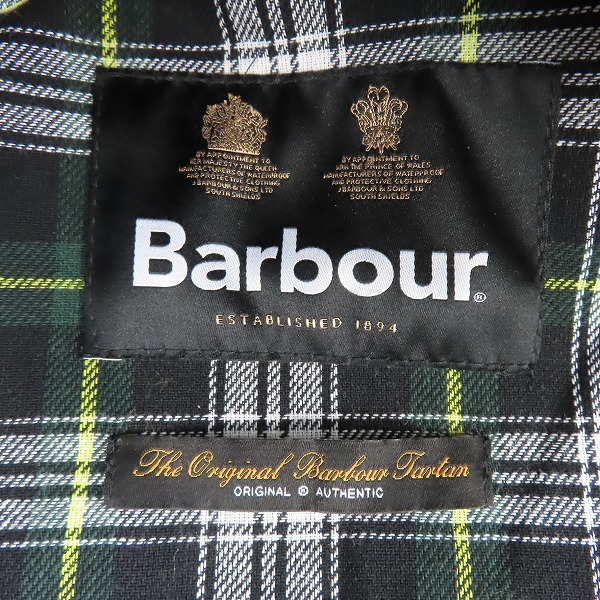 BY APPOINTMENT TO
HER MAJESTY THE QUEEN
MANUFACTURERS OF WATERPROOF
AND PROTECTIVE CLOTHING
J BARBOUR & SONS LTD
SOUTH SHIELDS
BY APPOINTMENT TO
HRH THE PRINCE OF WALES
MANUFACTURERS OF WATERPROOF
AND PROTECTIVE CLOTHING
J BARBOUR & SONS LTD
SOUTH SHIELDS
Barbour®
ESTABLISHED 1894
The Original Barbour Tartan
ORIGINAL ® AUTHENTIC